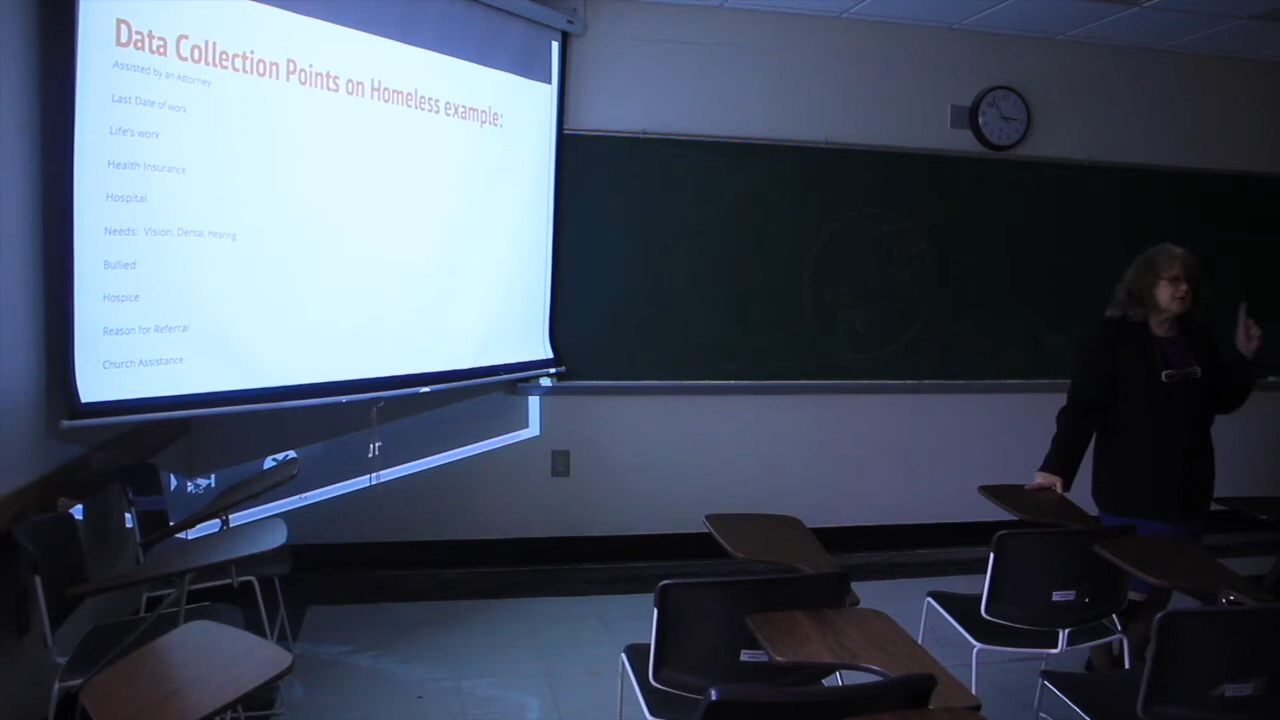 Data Collection Points on Homeless example:
Assisted by an Attorney
Last Date of work
Life's work
Health Insurance
Hospital
Needs: Vision, Dental, Hearing
Bullied
Hospice
Reason for Referral
Church Assistance